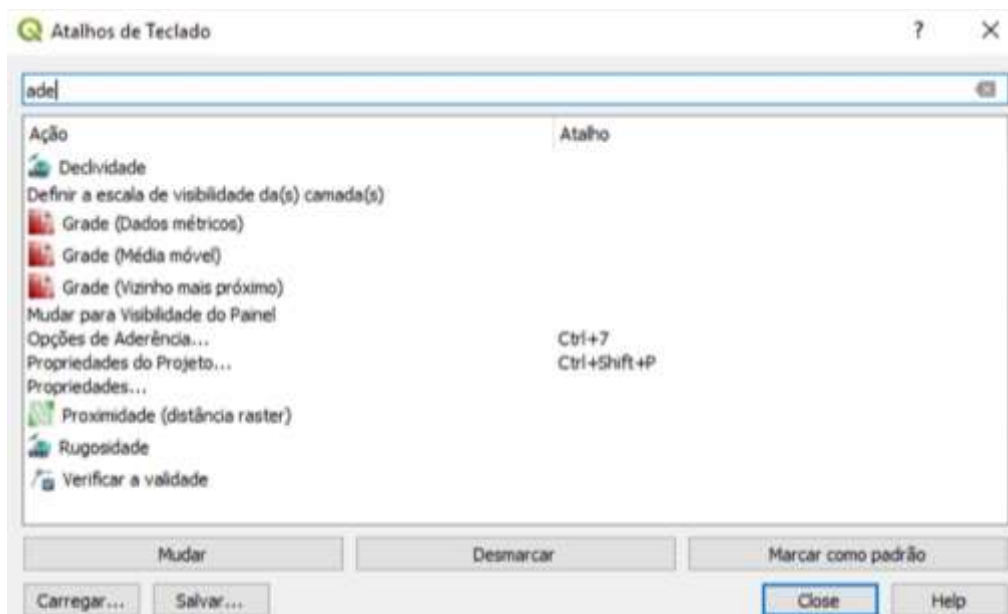 Atalhos de Teclado ?
ade
Ação Atalho
Declividade
Definir a escala de visibilidade da(s) camada(s)
Grade (Dados métricos)
Grade (Média móvel)
Grade (Vizinho mais próximo)
Mudar para Visibilidade do Painel
Opções de Aderência... Ctrl+7
Propriedades do Projeto... Ctrl+Shift+P
Propriedades...
Proximidade (distância raster)
Rugosidade
Verificar a validade
Mudar Desmarcar Marcar como padrão
Carregar... Salvar... Close Help